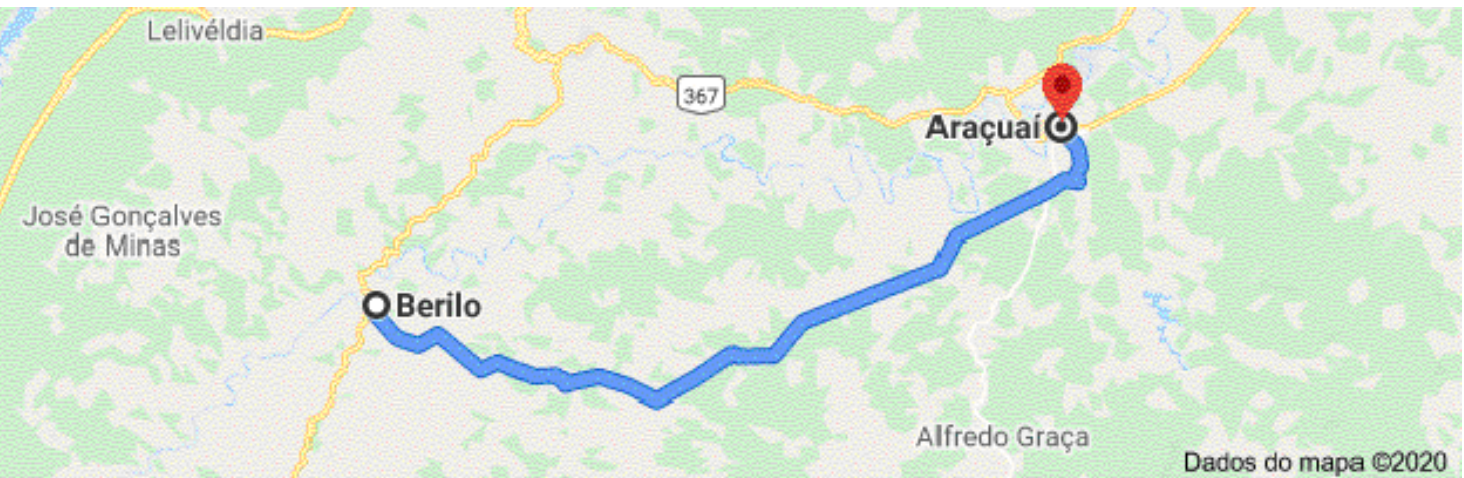 Lelivéldia
367
Araçuaí
José Gonçalves
de Minas
Berilo
Alfredo Graça
Dados do mapa ©2020